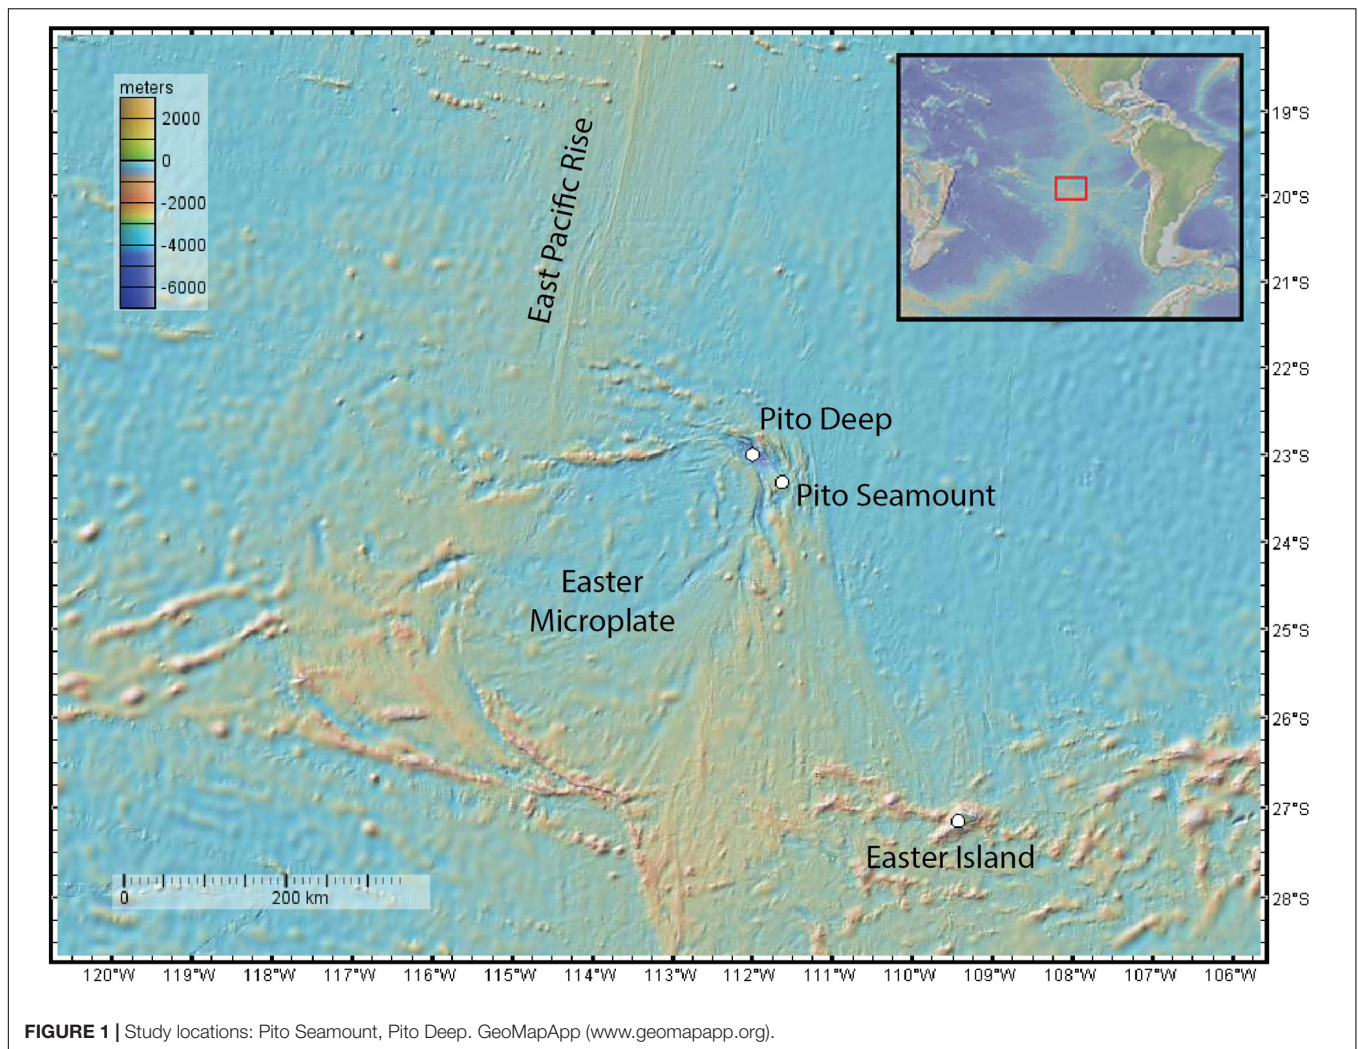 meters
2000
0
-2000
-4000
-6000
East Pacific Rise
19°S
20°S
21°S
22°S
23°S
24°S
25°S
26°S
27°S
28°S
Pito Deep
Pito Seamount
Easter
Microplate
Easter Island
0 200 km
120°W 119°W 118°W 117°W 116°W 115°W 114°W 113°W 112°W 111°W 110°W 109°W 108°W 107°W 106°W
FIGURE 1 | Study locations: Pito Seamount, Pito Deep. GeoMapApp (www.geomapapp.org).